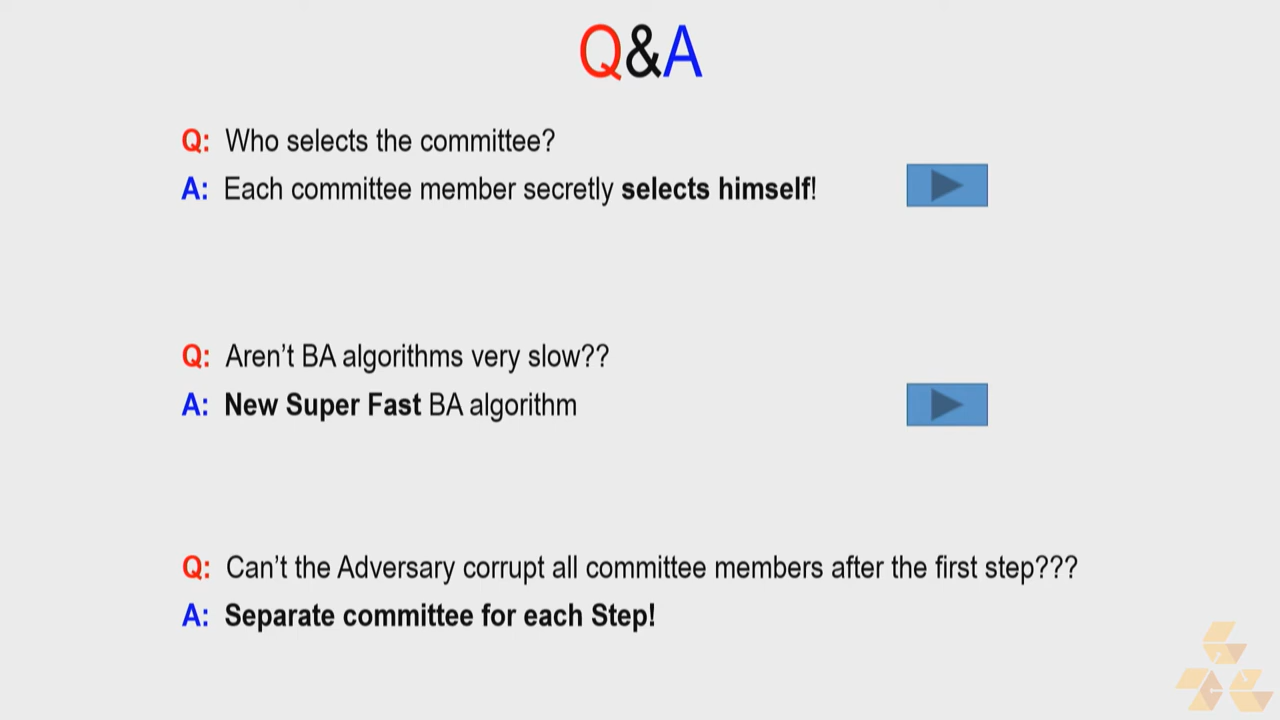 Q&A
Q: Who selects the committee?
A: Each committee member secretly selects himself!
Q: Aren't BA algorithms very slow??
A: New Super Fast BA algorithm
Q: Can't the Adversary corrupt all committee members after the first step???
A: Separate committee for each Step!